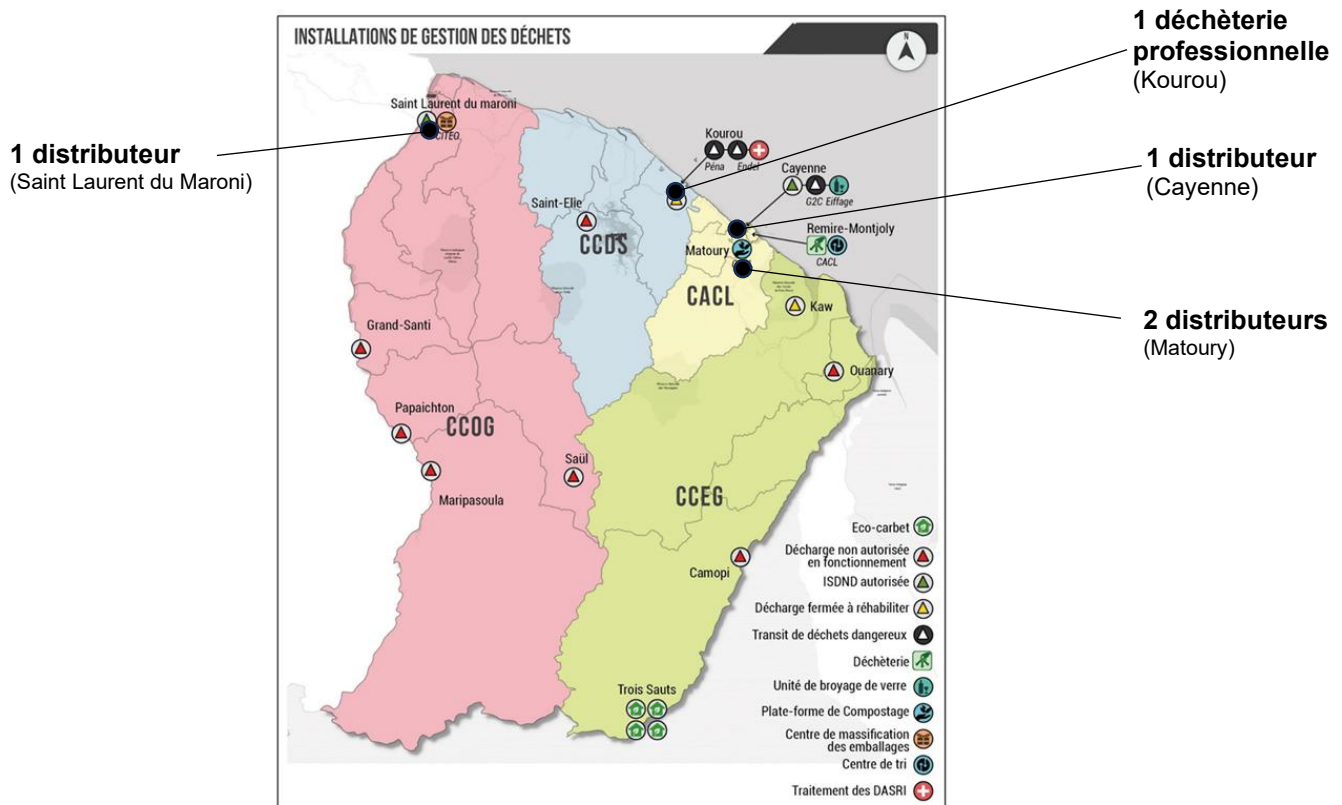 INSTALLATIONS DE GESTION DES DÉCHETS
N
1 déchèterie
professionnelle
(Kourou)
Saint Laurent du maroni
CITEO
1 distributeur
(Saint Laurent du Maroni)
Kourou
Péna
Endel
Cayenne
G2C Eiffage
1 distributeur
(Cayenne)
Saint-Elie
CCDS
Remire-Montjoly
CACL
Matoury
CACL
Kaw
2 distributeurs
(Matoury)
Grand-Santi
Ouanary
Papaichton
CCOG
Saül
Maripasoula
CCEG
Camopi
Trois Sauts
Eco-carbet
Décharge non autorisée
en fonctionnement
ISDND autorisée
Décharge fermée à réhabiliter
Transit de déchets dangereux
Déchèterie
Unité de broyage de verre
Plate-forme de Compostage
Centre de massification
des emballages
Centre de tri
Traitement des DASRI